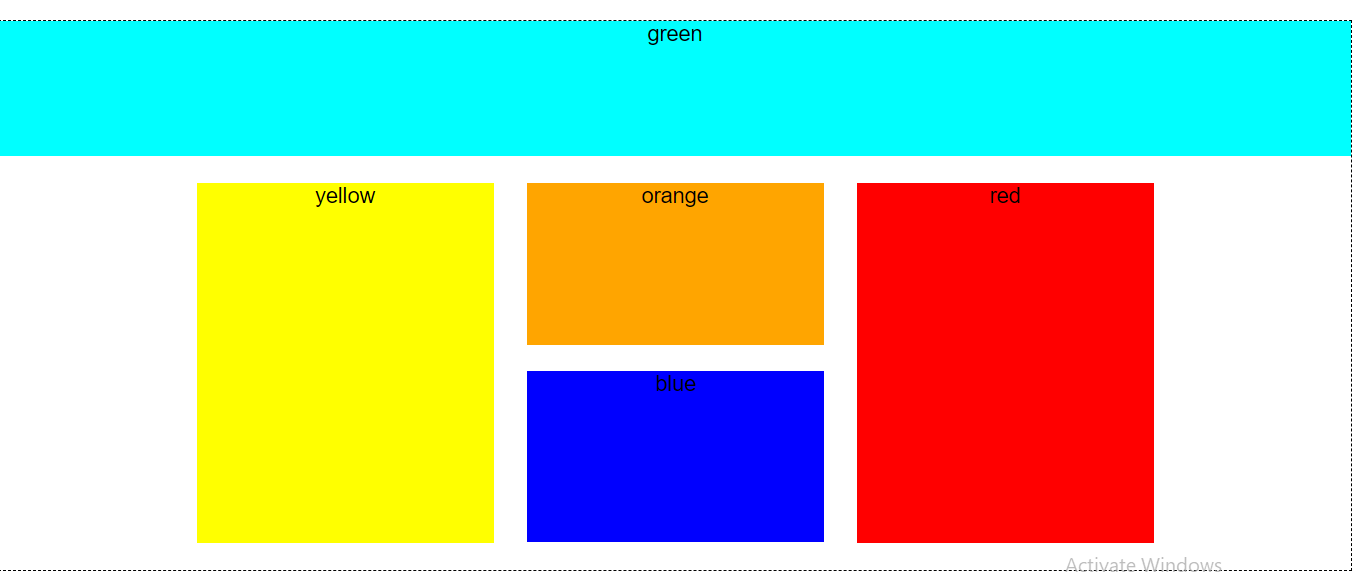 green
yellow orange red
blue
Activate Windows